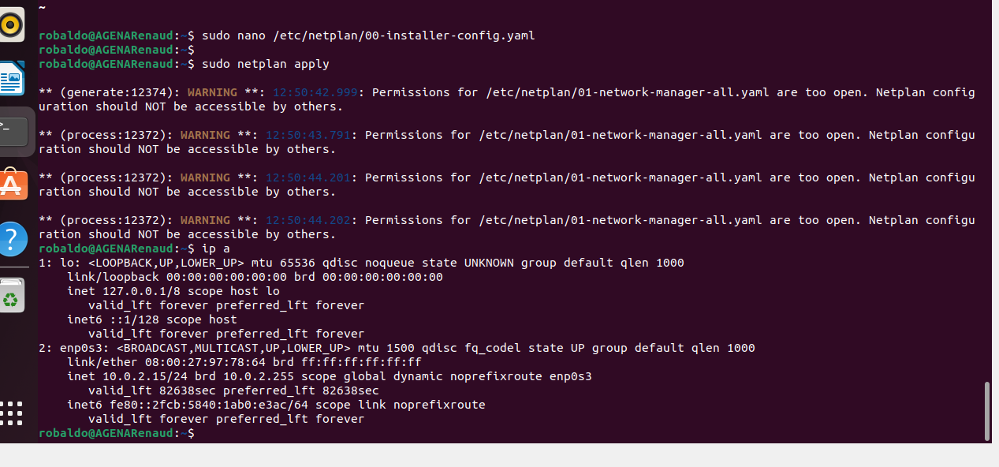 ~
robaldo@AGENARenaud:~$ sudo nano /etc/netplan/00-installer-config.yaml
robaldo@AGENARenaud:~$
robaldo@AGENARenaud:~$ sudo netplan apply
** (generate:12374): WARNING **: 12:50:42.999: Permissions for /etc/netplan/01-network-manager-all.yaml are too open. Netplan config
uration should NOT be accessible by others.
** (process:12372): WARNING **: 12:50:43.791: Permissions for /etc/netplan/01-network-manager-all.yaml are too open. Netplan configu
ration should NOT be accessible by others.
** (process:12372): WARNING **: 12:50:44.201: Permissions for /etc/netplan/01-network-manager-all.yaml are too open. Netplan configu
ration should NOT be accessible by others.
** (process:12372): WARNING **: 12:50:44.202: Permissions for /etc/netplan/01-network-manager-all.yaml are too open. Netplan configu
ration should NOT be accessible by others.
robaldo@AGENARenaud:~$ ip a
1: lo: <LOOPBACK,UP,LOWER_UP> mtu 65536 qdisc noqueue state UNKNOWN group default qlen 1000
    link/loopback 00:00:00:00:00:00 brd 00:00:00:00:00:00
    inet 127.0.0.1/8 scope host lo
       valid_lft forever preferred_lft forever
    inet6 ::1/128 scope host
       valid_lft forever preferred_lft forever
2: enp0s3: <BROADCAST,MULTICAST,UP,LOWER_UP> mtu 1500 qdisc fq_codel state UP group default qlen 1000
    link/ether 08:00:27:97:78:64 brd ff:ff:ff:ff:ff:ff
    inet 10.0.2.15/24 brd 10.0.2.255 scope global dynamic noprefixroute enp0s3
       valid_lft 82638sec preferred_lft 82638sec
    inet6 fe80::2fcb:5840:1ab0:e3ac/64 scope link noprefixroute
       valid_lft forever preferred_lft forever
robaldo@AGENARenaud:~$